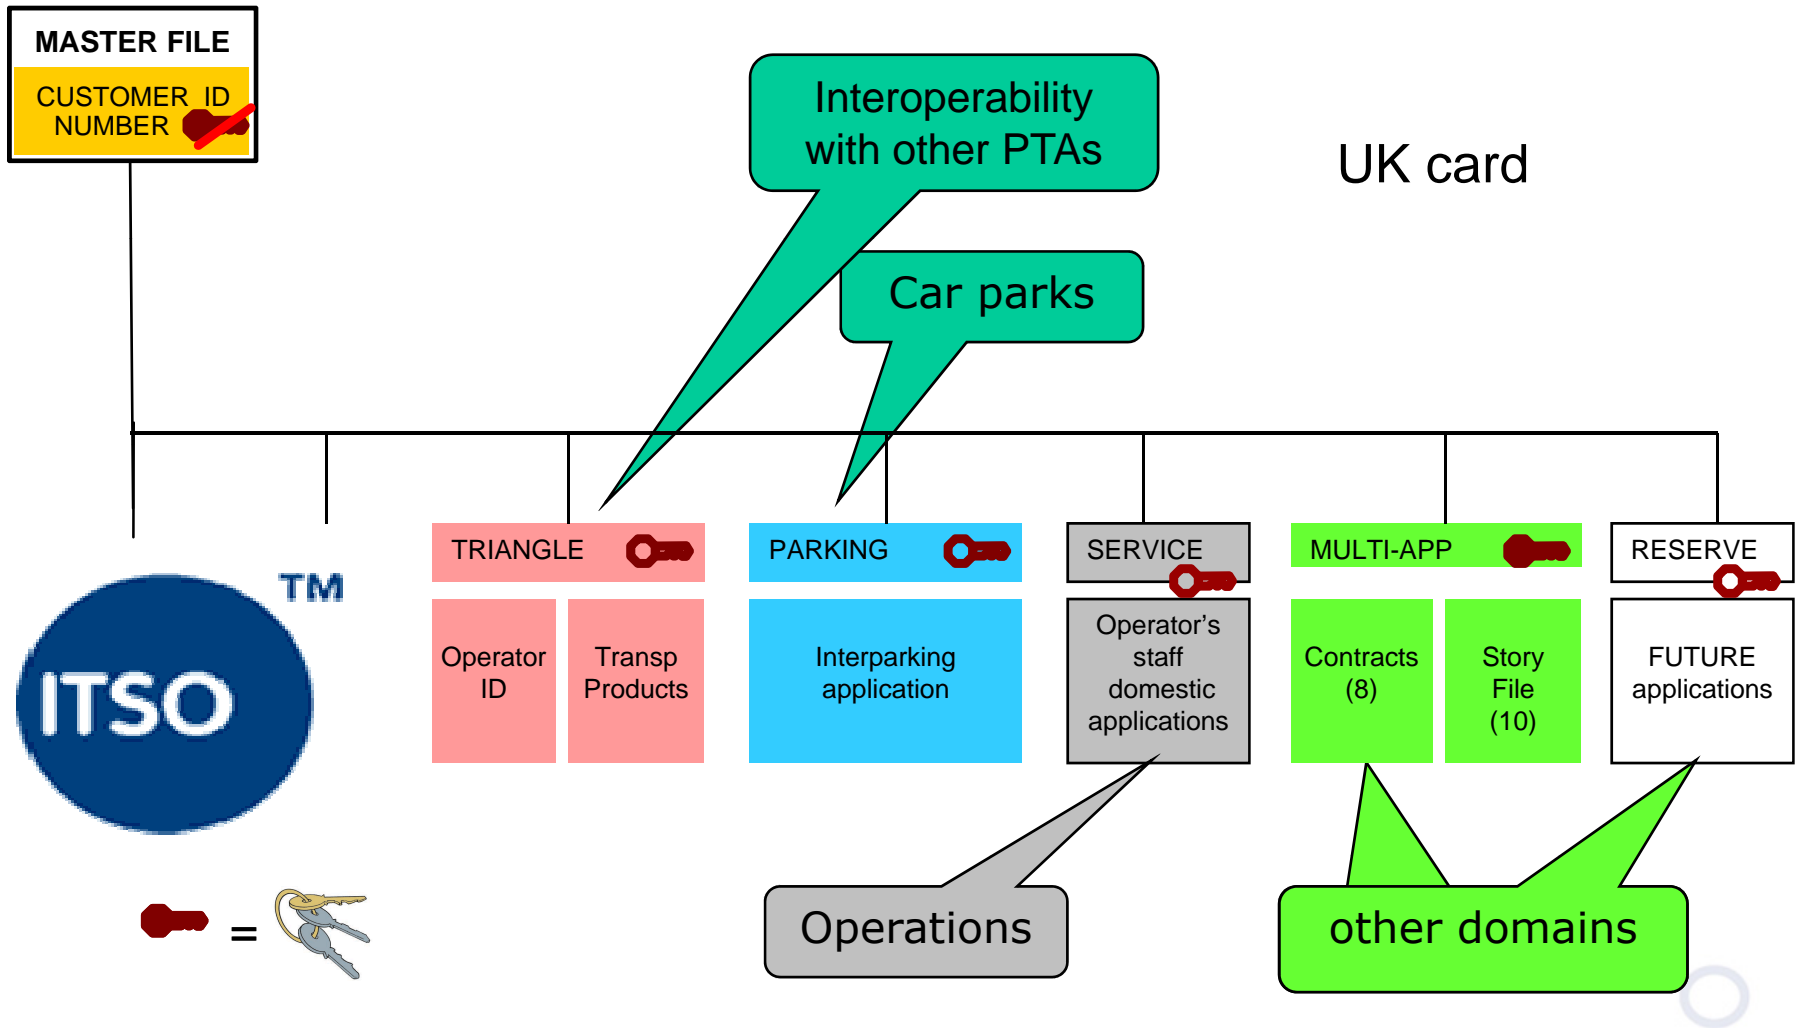 MASTER FILE
CUSTOMER ID
NUMBER
Interoperability
with other PTAs
UK card
Car parks
TRIANGLE
PARKING
SERVICE
MULTI-APP
RESERVE
Operator
ID
Transp
Products
Interparking
application
Operator’s
staff
domestic
applications
Contracts
(8)
Story
File
(10)
FUTURE
applications
TM
ITSO
=
Operations
other domains